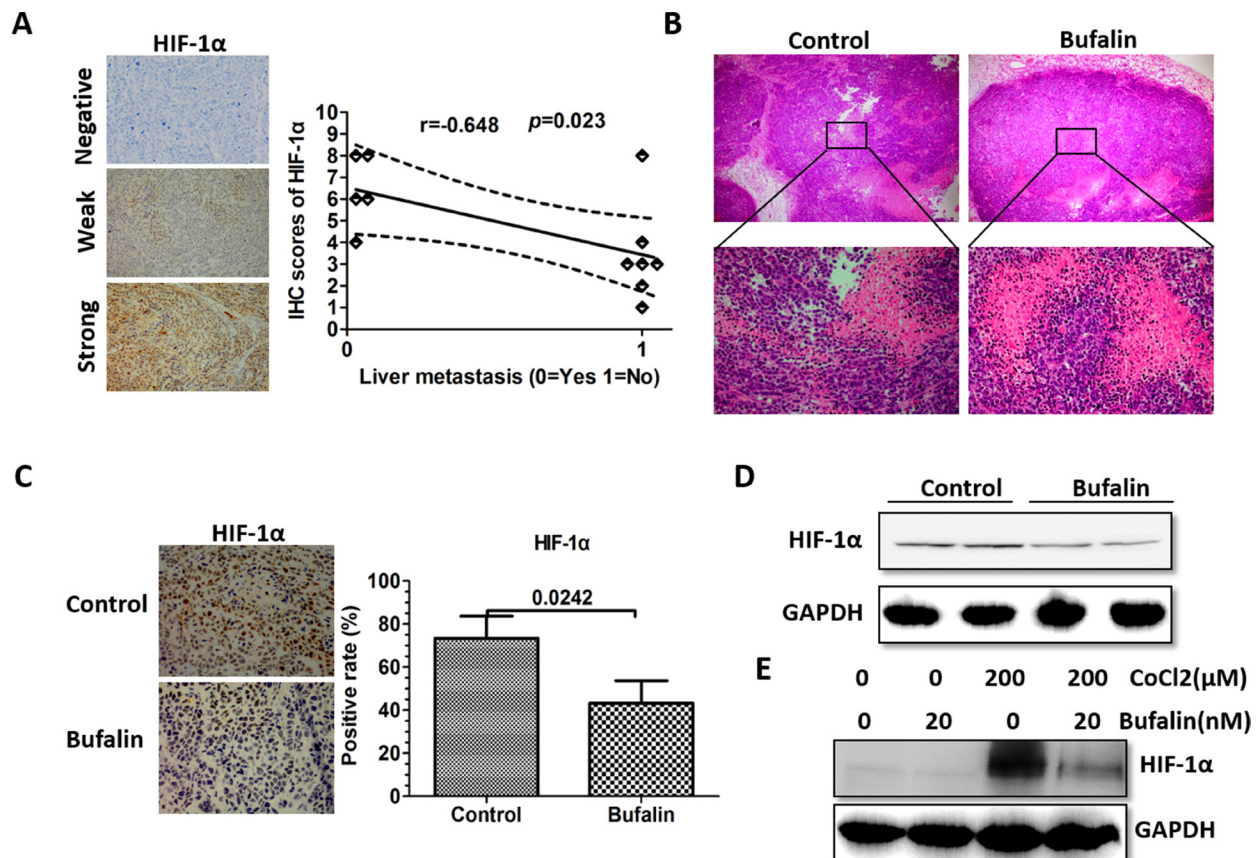 A
HIF-1α
Negative
Weak
Strong
IHC scores of HIF-1α
10
9
8
7
6
5
4
3
2
1
0
r=-0.648 p=0.023
0 1
Liver metastasis (0=Yes 1=No)
B
Control Bufalin
C
HIF-1α
Control
Bufalin
HIF-1α
Positive rate (%)
100
80
60
40
20
0
0.0242
Control Bufalin
D
Control Bufalin
HIF-1α
GAPDH
E
0 0 200 200 CoCl2(μM)
0 20 0 20 Bufalin(nM)
HIF-1α
GAPDH